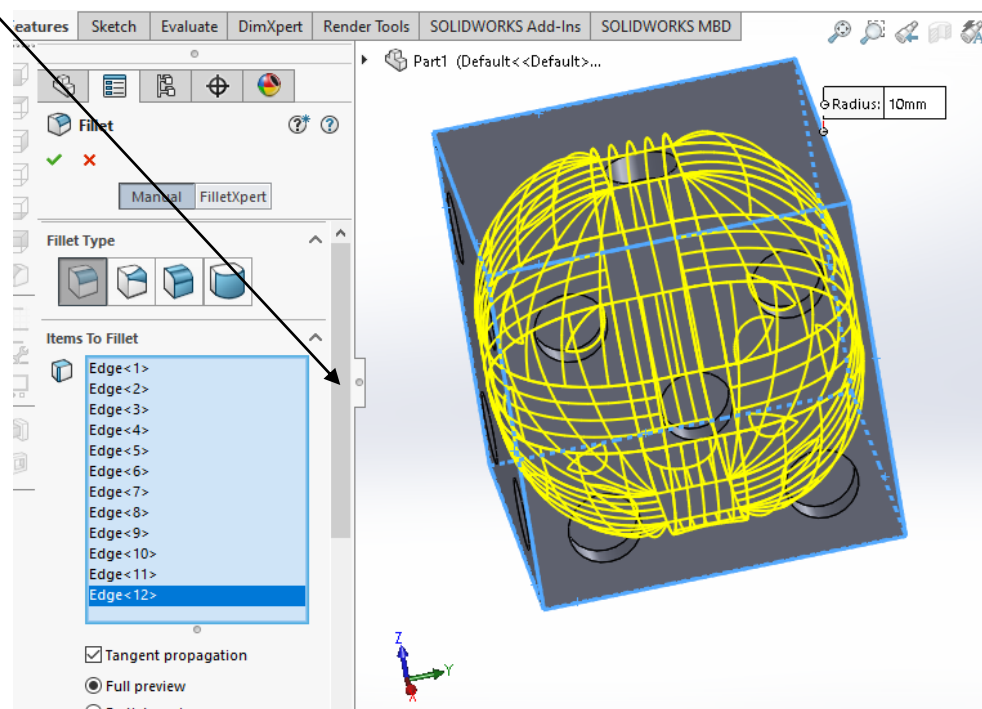 eatures Sketch Evaluate DimXpert Render Tools SOLIDWORKS Add-Ins SOLIDWORKS MBD
Part1 (Default<<Default>...
Radius: 10mm
Fillet
Manual FilletXpert
Fillet Type
Items To Fillet
Edge<1>
Edge<2>
Edge<3>
Edge<4>
Edge<5>
Edge<6>
Edge<7>
Edge<8>
Edge<9>
Edge<10>
Edge<11>
Edge<12>
Tangent propagation
Full preview
Z
Y
X